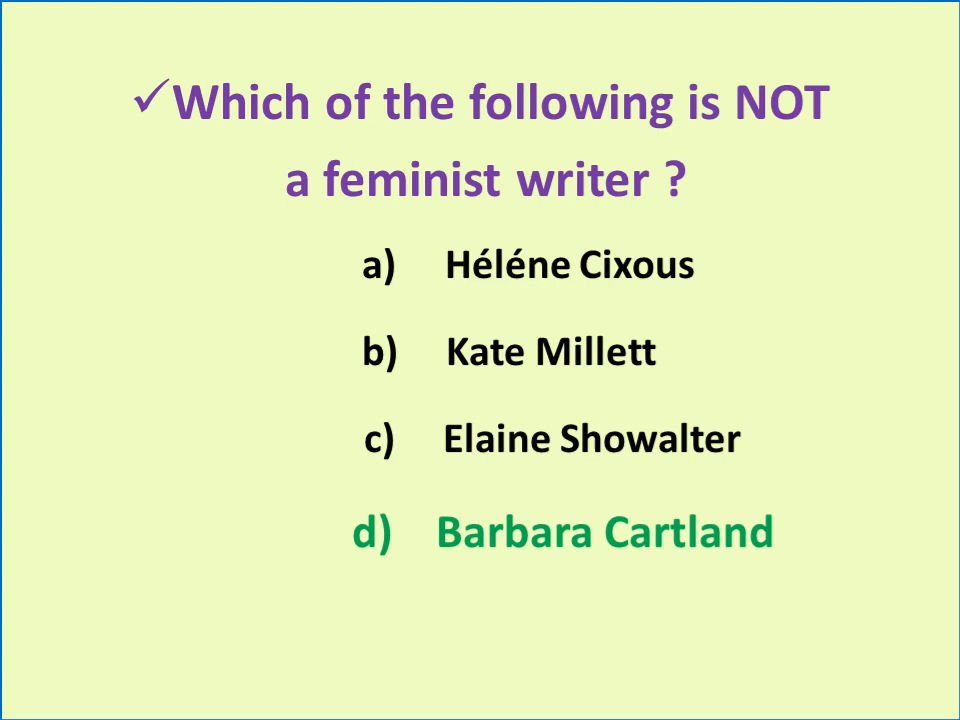 ✓Which of the following is NOT
a feminist writer ?
a) Héléne Cixous
b) Kate Millett
c) Elaine Showalter
d) Barbara Cartland